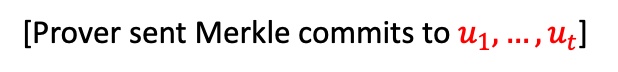 [Prover sent Merkle commits to u₁, ..., uₜ]